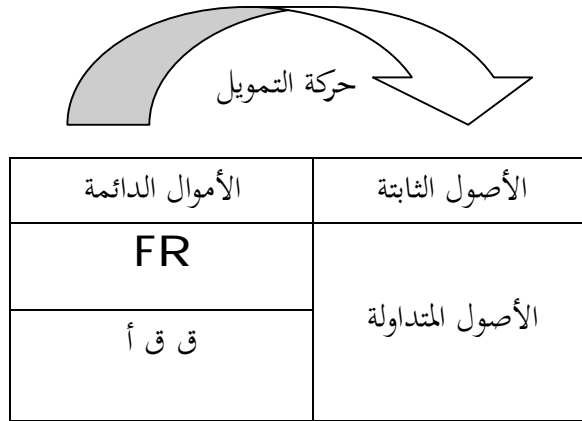 حركة التمويل
الأصول الثابتة
الأموال الدائمة
الأصول المتداولة
FR
ق ق أ